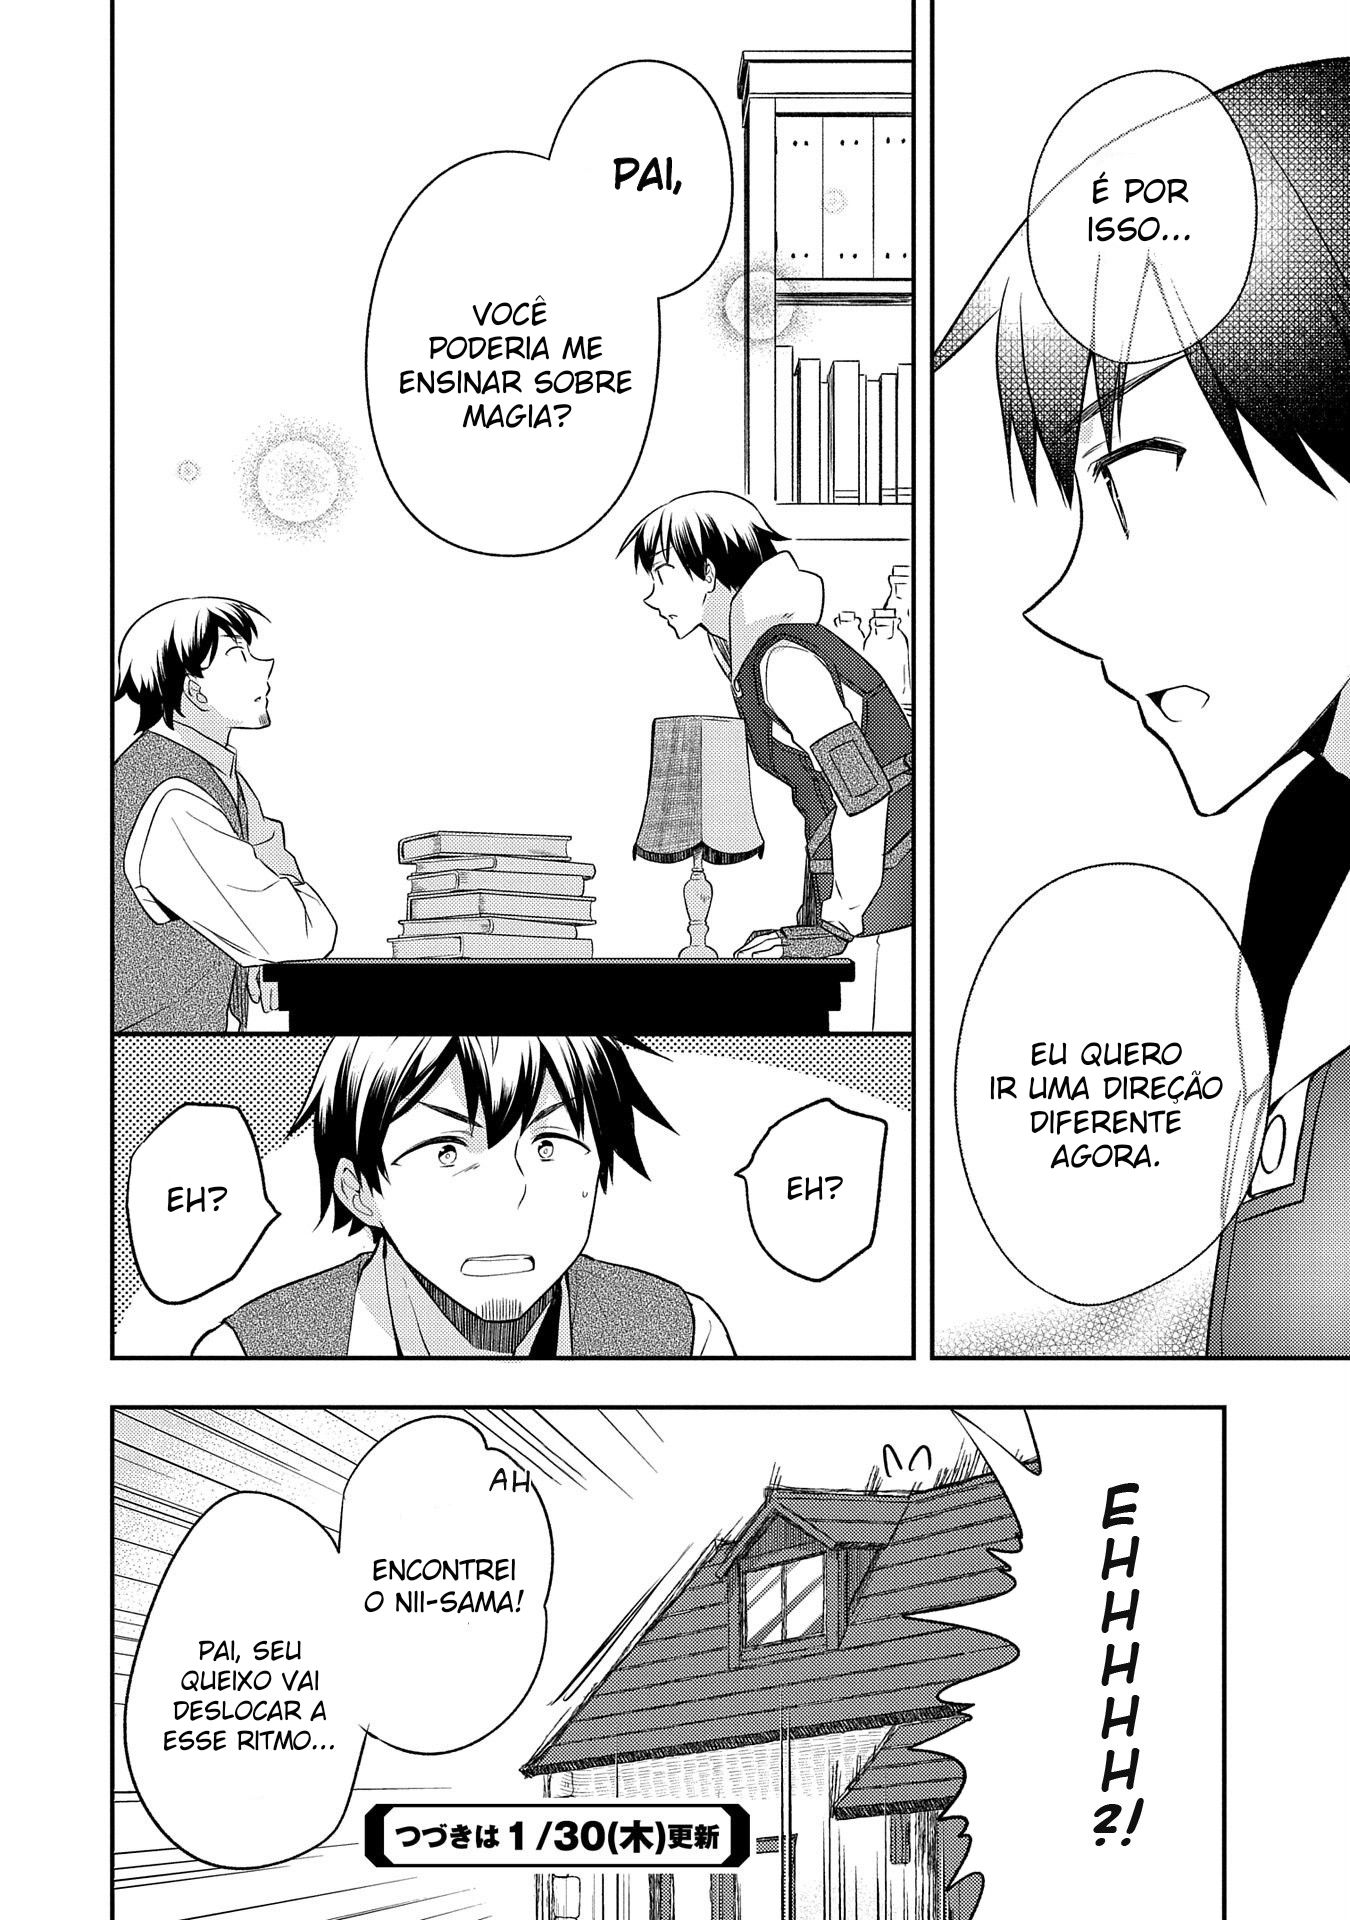 É POR
ISSO...
EU QUERO
IR UMA DIREÇÃO
DIFERENTE
AGORA.
PAI,
VOCÊ
PODERIA ME
ENSINAR SOBRE
MAGIA?
EH?
EH?
EHHHHH?!
AH
ENCONTREI
O NII-SAMA!
PAI, SEU
QUEIXO VAI
DESLOCAR A
ESSE RITMO...
つづきは1/30(木)更新